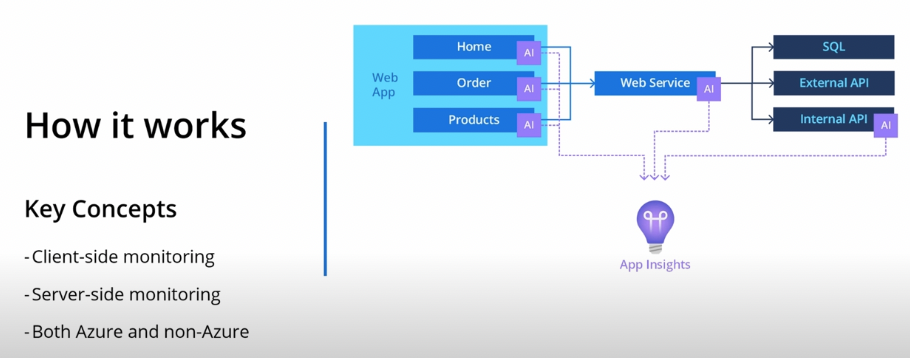 How it works
Key Concepts
-Client-side monitoring
-Server-side monitoring
-Both Azure and non-Azure
Web
App
Home
AI
Order
AI
Products
AI
Web Service
AI
SQL
External API
Internal API
AI
App Insights